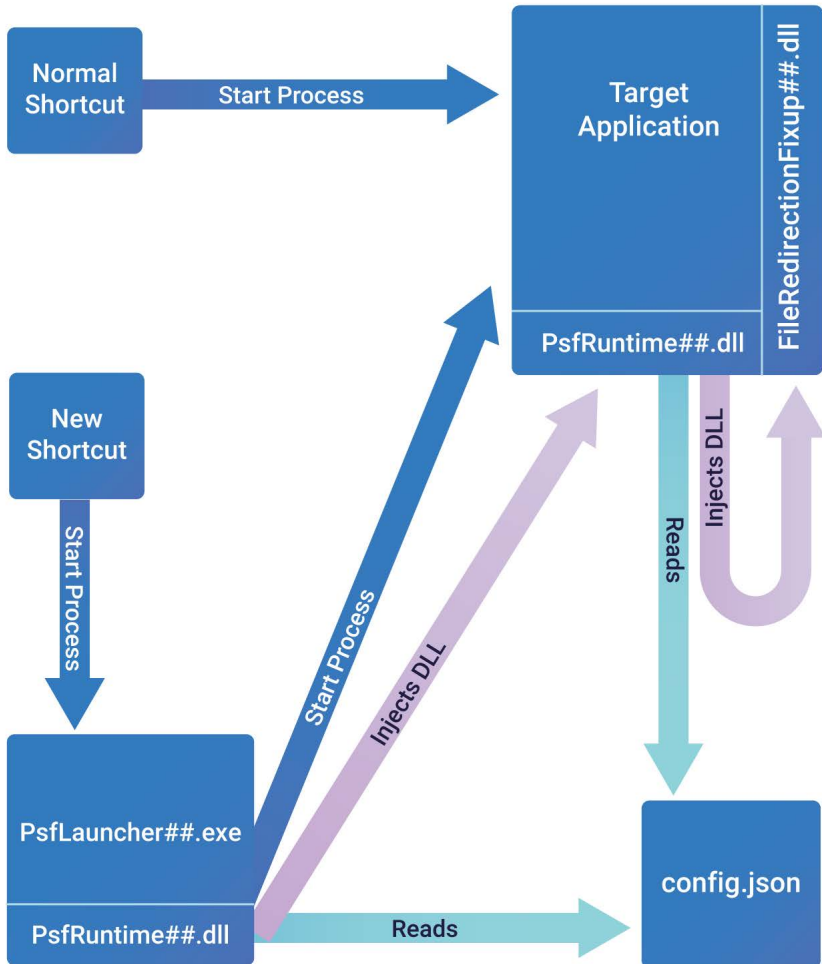 Normal
Shortcut
Start Process
Target
Application
FileRedirectionFixup##.dll
PsfRuntime##.dll
New
Shortcut
Start Process
Start Process
Injects DLL
Reads
Injects DLL
PsfLauncher##.exe
PsfRuntime##.dll
Reads
config.json